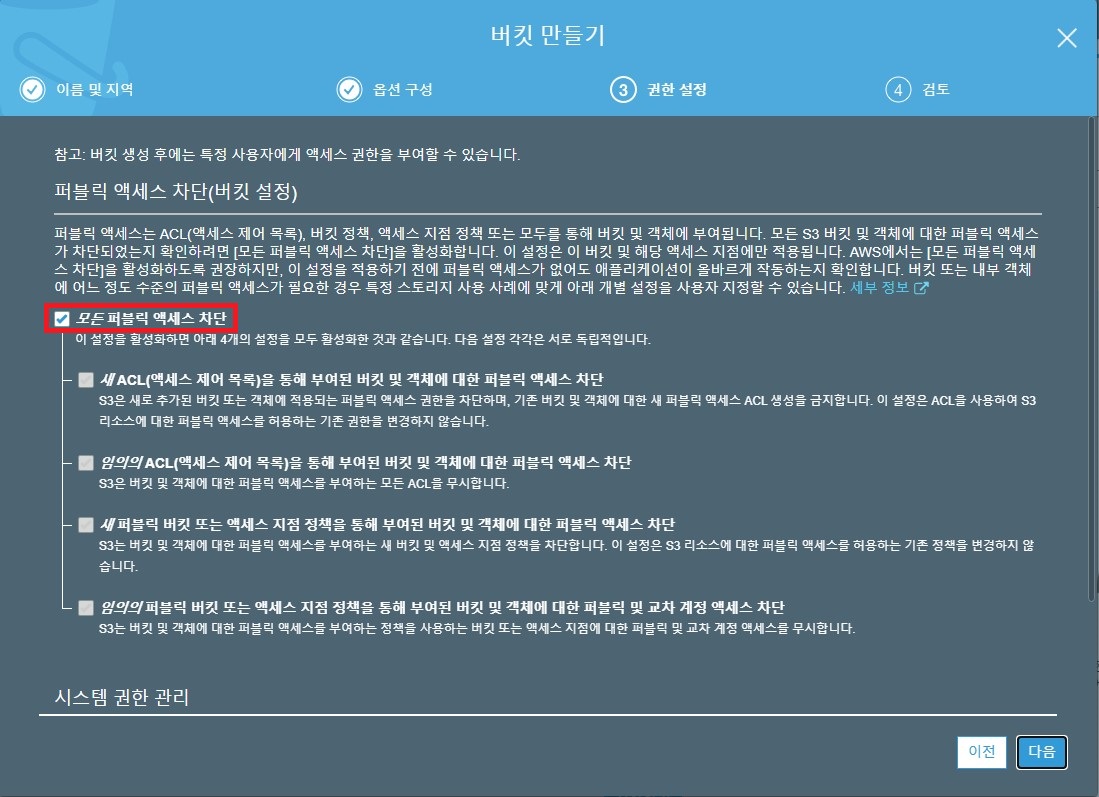 버킷 만들기
이름 및 지역
옵션 구성
3 권한 설정
4 검토
참고: 버킷 생성 후에는 특정 사용자에게 액세스 권한을 부여할 수 있습니다.
퍼블릭 액세스 차단(버킷 설정)
퍼블릭 액세스는 ACL(액세스 제어 목록), 버킷 정책, 액세스 지점 정책 또는 모두를 통해 버킷 및 객체에 부여됩니다. 모든 S3 버킷 및 객체에 대한 퍼블릭 액세스
가 차단되었는지 확인하려면 [모든 퍼블릭 액세스 차단]을 활성화합니다. 이 설정은 이 버킷 및 해당 액세스 지점에만 적용됩니다. AWS에서는 [모든 퍼블릭 액세
스 차단]을 활성화하도록 권장하지만, 이 설정을 적용하기 전에 퍼블릭 액세스가 없어도 애플리케이션이 올바르게 작동하는지 확인합니다. 버킷 또는 내부 객체
에 어느 정도 수준의 퍼블릭 액세스가 필요한 경우 특정 스토리지 사용 사례에 맞게 아래 개별 설정을 사용자 지정할 수 있습니다. 세부 정보
모든 퍼블릭 액세스 차단
이 설정을 활성화하면 아래 4개의 설정을 모두 활성화한 것과 같습니다. 다음 설정 각각은 서로 독립적입니다.
새 ACL(액세스 제어 목록)을 통해 부여된 버킷 및 객체에 대한 퍼블릭 액세스 차단
S3은 새로 추가된 버킷 또는 객체에 적용되는 퍼블릭 액세스 권한을 차단하며, 기존 버킷 및 객체에 대한 새 퍼블릭 액세스 ACL 생성을 금지합니다. 이 설정은 ACL을 사용하여 S3
리소스에 대한 퍼블릭 액세스를 허용하는 기존 권한을 변경하지 않습니다.
임의의 ACL(액세스 제어 목록)을 통해 부여된 버킷 및 객체에 대한 퍼블릭 액세스 차단
S3은 버킷 및 객체에 대한 퍼블릭 액세스를 부여하는 모든 ACL을 무시합니다.
새 퍼블릭 버킷 또는 액세스 지점 정책을 통해 부여된 버킷 및 객체에 대한 퍼블릭 액세스 차단
S3는 버킷 및 객체에 대한 퍼블릭 액세스를 부여하는 새 버킷 및 액세스 지점 정책을 차단합니다. 이 설정은 S3 리소스에 대한 퍼블릭 액세스를 허용하는 기존 정책을 변경하지 않
습니다.
임의의 퍼블릭 버킷 또는 액세스 지점 정책을 통해 부여된 버킷 및 객체에 대한 퍼블릭 및 교차 계정 액세스 차단
S3는 버킷 및 객체에 대한 퍼블릭 액세스를 부여하는 정책을 사용하는 버킷 또는 액세스 지점에 대한 퍼블릭 및 교차 계정 액세스를 무시합니다.
시스템 권한 관리
이전
다음